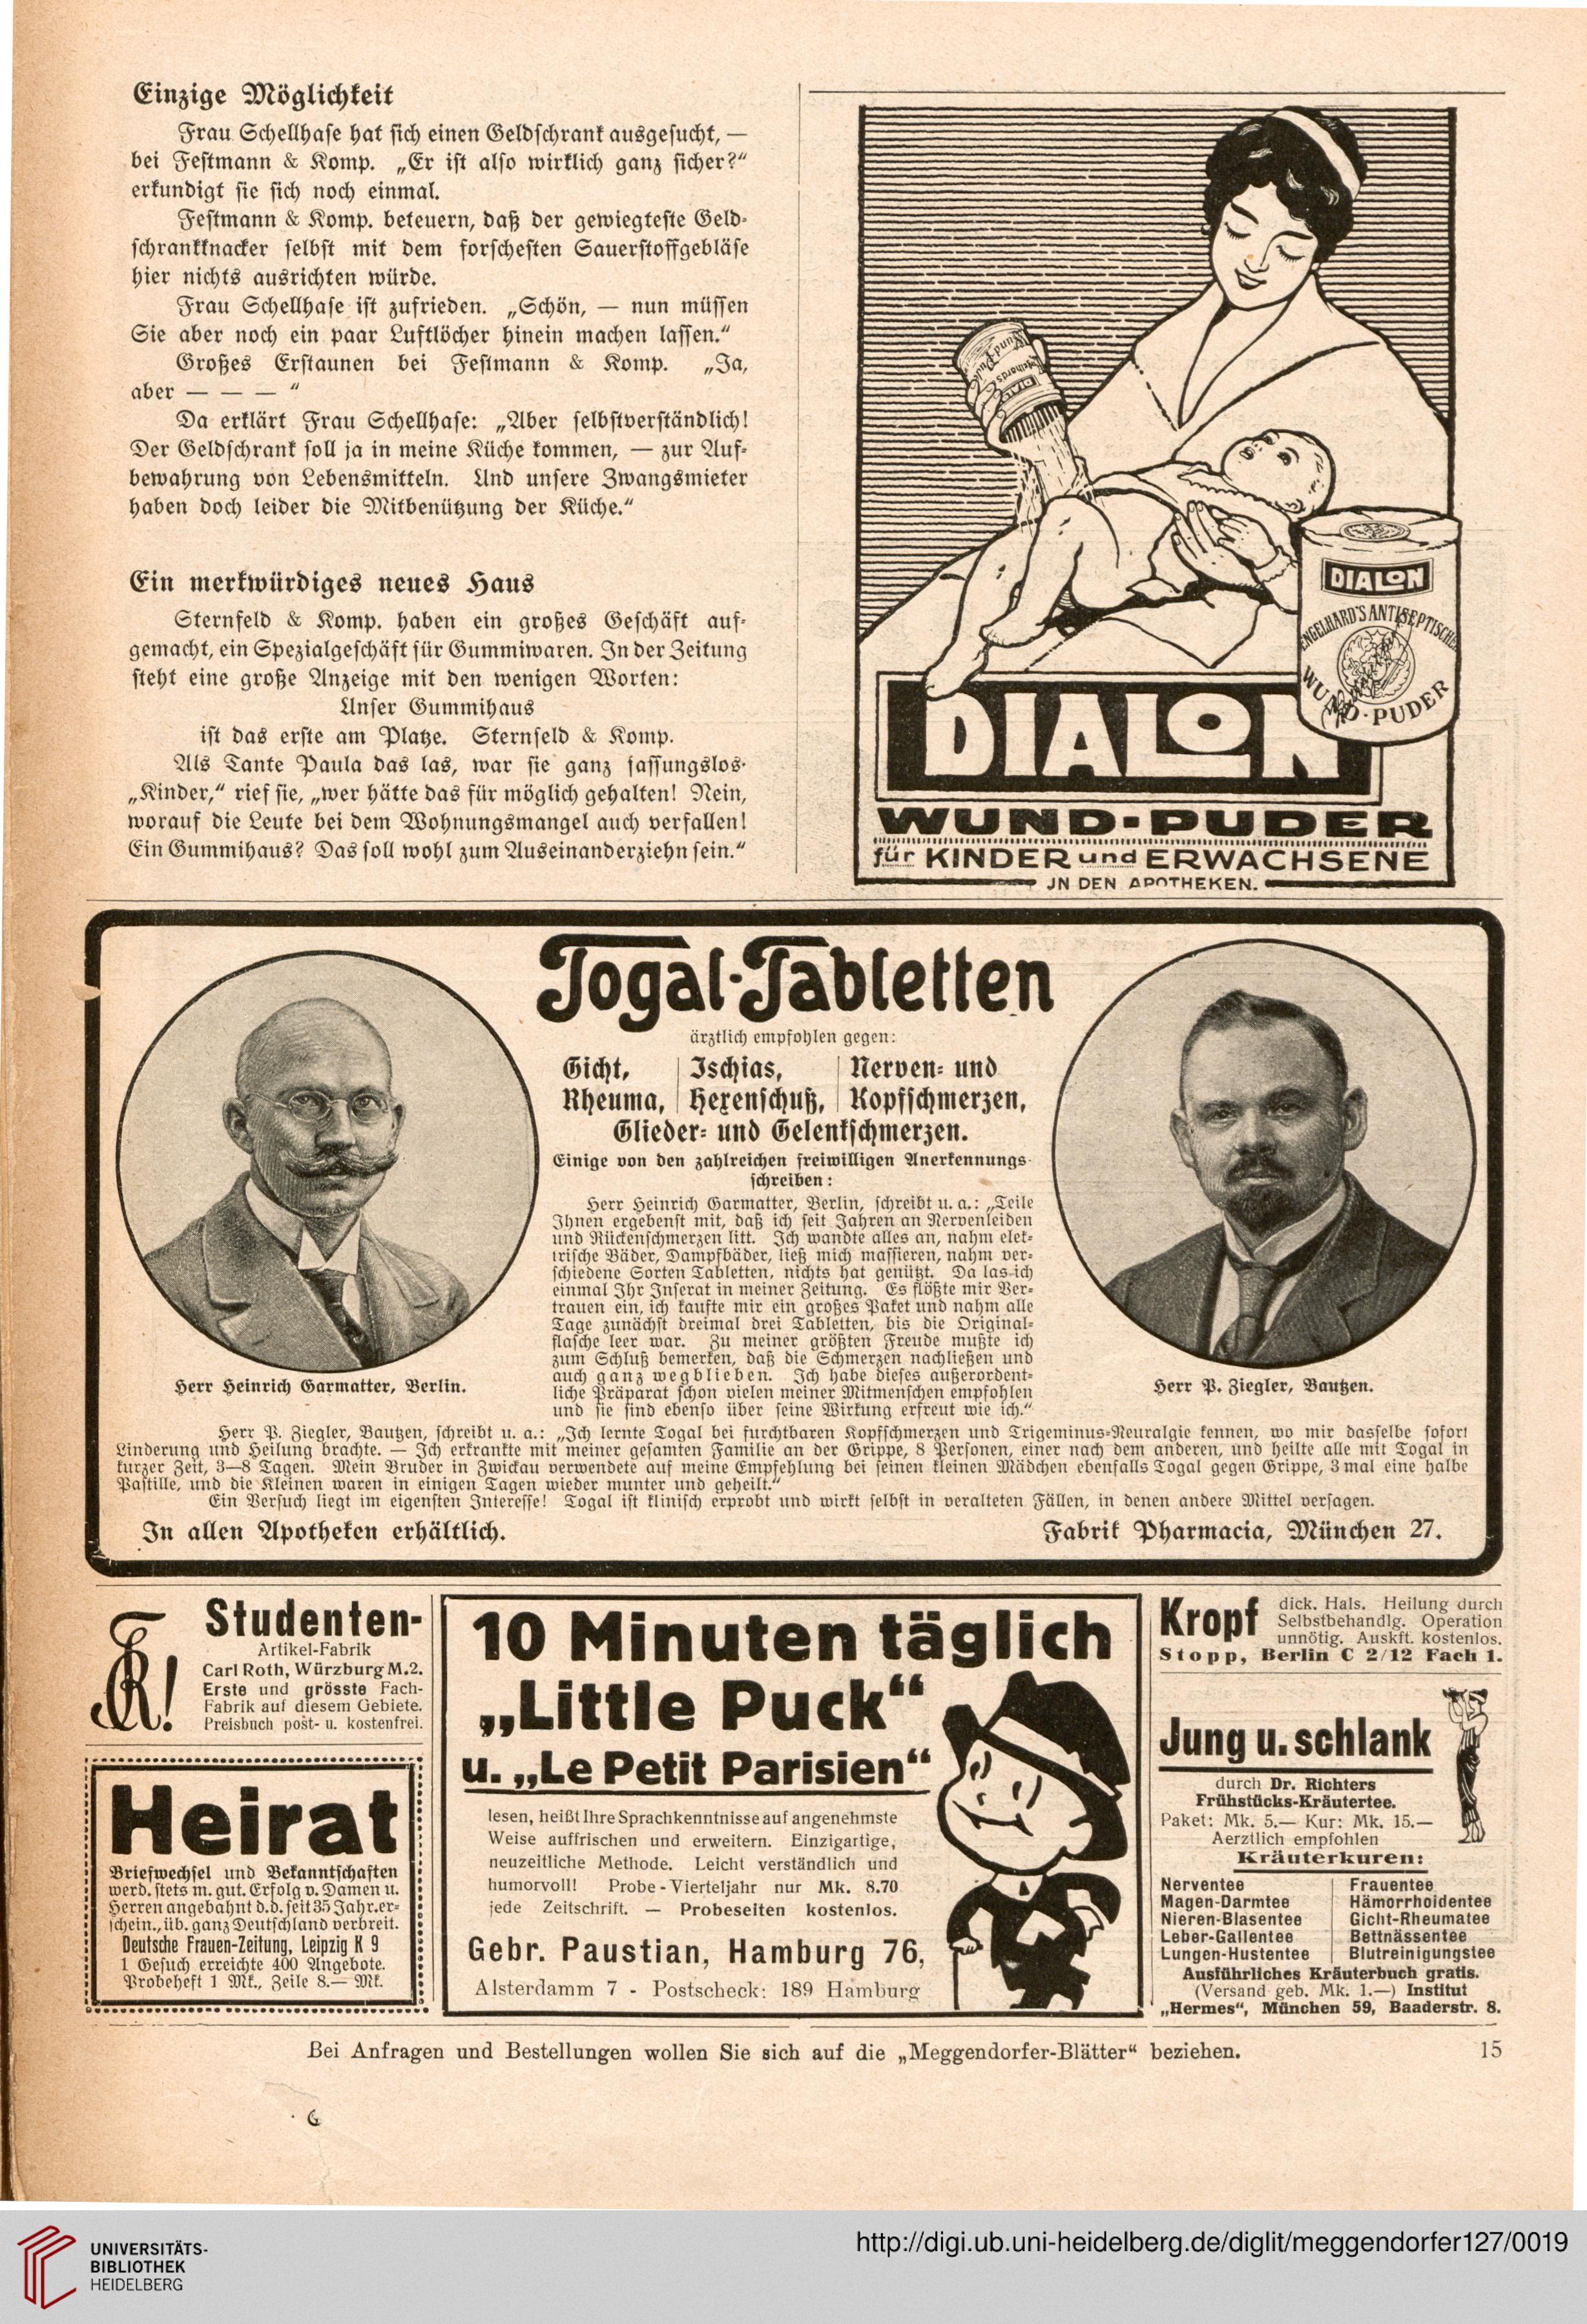 Einzige Möglichkeit
Frau Schellhase hat sich einen Geldschrank ausgesucht, —
bei Festmann & Komp. „Er ist also wirklich ganz sicher?“
erkundigt sie sich noch einmal.
Festmann & Komp. beteuern, daß der gewiegteste Geld-
schrankknacker selbst mit dem forschesten Sauerstoffgebläse
hier nichts ausrichten würde.
Frau Schellhase ist zufrieden. „Schön, — nun müssen
Sie aber noch ein paar Luftlöcher hinein machen lassen.“
Großes Erstaunen bei Festmann & Komp. „Ja,
aber — — — “
Da erklärt Frau Schellhase: „Aber selbstverständlich!
Der Geldschrank soll ja in meine Küche kommen, — zur Auf-
bewahrung von Lebensmitteln. Und unsere Zwangsmieter
haben doch leider die Mitbenützung der Küche.“
Ein merkwürdiges neues Haus
Sternfeld & Komp. haben ein großes Geschäft auf-
gemacht, ein Spezialgeschäft für Gummiwaren. In der Zeitung
steht eine große Anzeige mit den wenigen Worten:
Unser Gummihaus
ist das erste am Platze. Sternfeld & Komp.
Als Tante Paula das las, war sie ganz fassungslos.
„Kinder,“ rief sie, „wer hätte das für möglich gehalten! Nein,
worauf die Leute bei dem Wohnungsmangel auch verfallen!
Ein Gummihaus? Das soll wohl zum Auseinanderziehn sein.“
DIALON
ENGELHARD'S ANTISEPTISCHER
WUND-PUDER
DIALON
WUND-PUDER
für KINDER und ERWACHSENE
JN DEN APOTHEKEN.
Togal-Tabletten
ärztlich empfohlen gegen:
Gicht, Ischias, Nerven- und
Rheuma, Hexenschuß, Kopfschmerzen,
Glieder- und Gelenkschmerzen.
Einige von den zahlreichen freiwilligen Anerkennungs-
schreiben:
Herr Heinrich Garmatter, Berlin, schreibt u. a.: „Teile
Ihnen ergebenst mit, daß ich seit Jahren an Nervenleiden
und Rückenschmerzen litt. Ich wandte alles an, nahm elek-
trische Bäder, Dampfbäder, ließ mich massieren, nahm ver-
schiedene Sorten Tabletten, nichts hat genützt. Da las ich
einmal Ihr Inserat in meiner Zeitung. Es flößte mir Ver-
trauen ein, ich kaufte mir ein großes Paket und nahm alle
Tage zunächst dreimal drei Tabletten, bis die Original-
flasche leer war. Zu meiner größten Freude mußte ich
zum Schluß bemerken, daß die Schmerzen nachließen und
auch ganz wegblieben. Ich habe dieses außerordent-
liche Präparat schon vielen meiner Mitmenschen empfohlen
und sie sind ebenso über seine Wirkung erfreut wie ich.“
Herr Heinrich Garmatter, Berlin.
Herr P. Ziegler, Bautzen.
Herr P. Ziegler, Bautzen, schreibt u. a.: „Ich lernte Togal bei furchtbaren Kopfschmerzen und Trigeminus-Neuralgie kennen, wo mir dasselbe sofort
Linderung und Heilung brachte. — Ich erkrankte mit meiner gesamten Familie an der Grippe, 8 Personen, einer nach dem anderen, und heilte alle mit Togal in
kurzer Zeit, 3—8 Tagen. Mein Bruder in Zwickau verwendete auf meine Empfehlung bei seinen kleinen Mädchen ebenfalls Togal gegen Grippe, 3 mal eine halbe
Pastille, und die Kleinen waren in einigen Tagen wieder munter und geheilt.“
Ein Versuch liegt im eigensten Interesse! Togal ist klinisch erprobt und wirkt selbst in veralteten Fällen, in denen andere Mittel versagen.
In allen Apotheken erhältlich. Fabrik Pharmacia, München 27.
Studenten-
Artikel-Fabrik
Carl Roth, Würzburg M.2.
Erste und grösste Fach-
Fabrik auf diesem Gebiete.
Preisbuch post- u. kostenfrei.
Heirat
Briefwechsel und Bekanntschaften
werd. stets m. gut. Erfolg v. Damen u.
Herren angebahnt d. d. seit 35 Jahr. er-
schein., üb. ganz Deutschland verbreit.
Deutsche Frauen-Zeitung, Leipzig K 9
1 Gesuch erreichte 400 Angebote.
Probeheft 1 Mk., Zeile 8.— Mk.
10 Minuten täglich
„Little Puck“
u. „Le Petit Parisien“
lesen, heißt Ihre Sprachkenntnisse auf angenehmste
Weise auffrischen und erweitern. Einzigartige,
neuzeitliche Methode. Leicht verständlich und
humorvoll! Probe-Vierteljahr nur Mk. 8.70
jede Zeitschrift. — Probeseiten kostenlos.
Gebr. Paustian, Hamburg 76,
Alsterdamm 7 - Postscheck: 189 Hamburg
Kropf dick. Hals. Heilung durch
Selbstbehandlg. Operation
unnötig. Auskft. kostenlos.
Stopp, Berlin C 2/12 Fach 1.
Jung u. schlank
durch Dr. Richters
Frühstücks-Kräutertee.
Paket: Mk. 5.— Kur: Mk. 15.—
Aerztlich empfohlen
Kräuterkuren:
Nerventee Frauentee
Magen-Darmtee Hämorrhoidentee
Nieren-Blasentee Gicht-Rheumatee
Leber-Gallentee Bettnässentee
Lungen-Hustentee Blutreinigungstee
Ausführliches Kräuterbuch gratis.
(Versand geb. Mk. 1.—) Institut
„Hermes“, München 59, Baaderstr. 8.
Bei Anfragen und Bestellungen wollen Sie sich auf die „Meggendorfer-Blätter“ beziehen. 15
UNIVERSITÄTS-
BIBLIOTHEK
HEIDELBERG
http://digi.ub.uni-heidelberg.de/diglit/meggendorfer127/0019